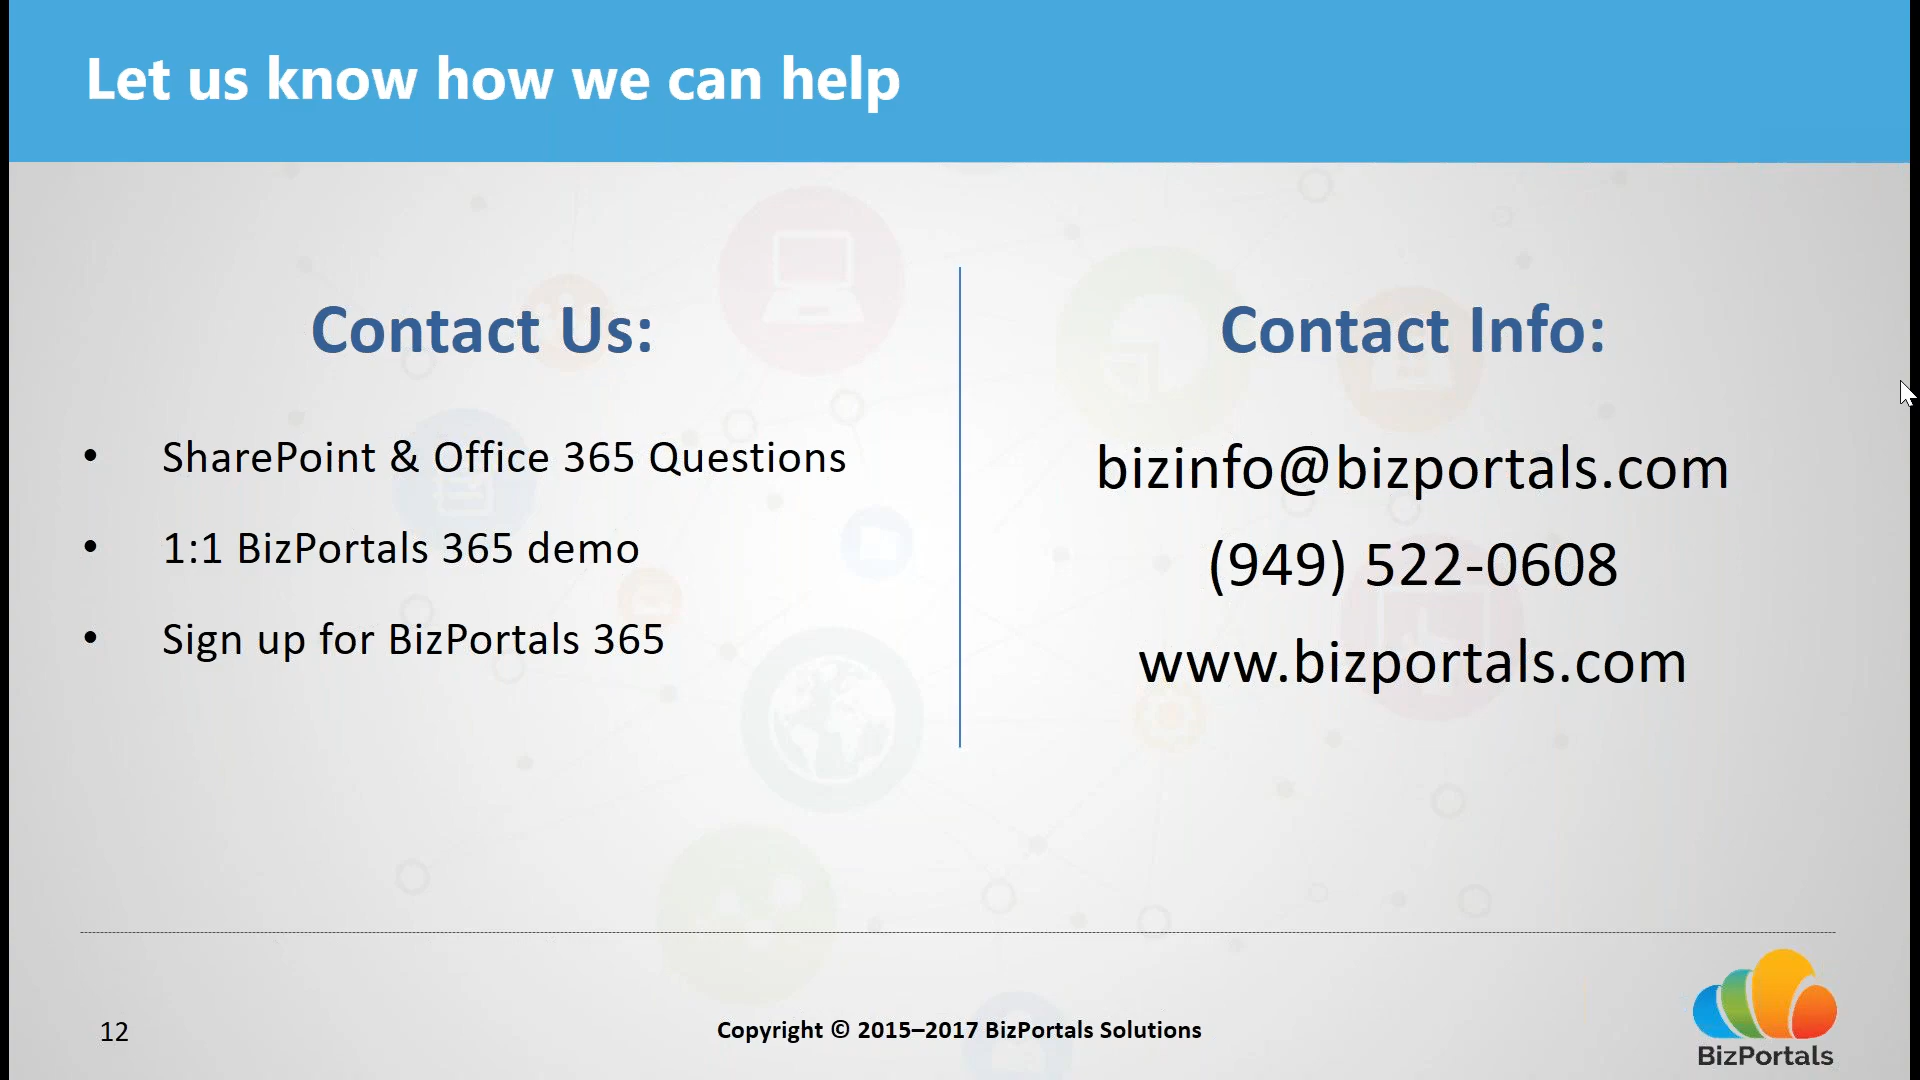 Let us know how we can help
Contact Us:
• SharePoint & Office 365 Questions
• 1:1 BizPortals 365 demo
• Sign up for BizPortals 365
Contact Info:
bizinfo@bizportals.com
(949) 522-0608
www.bizportals.com
12
Copyright © 2015–2017 BizPortals Solutions
BizPortals